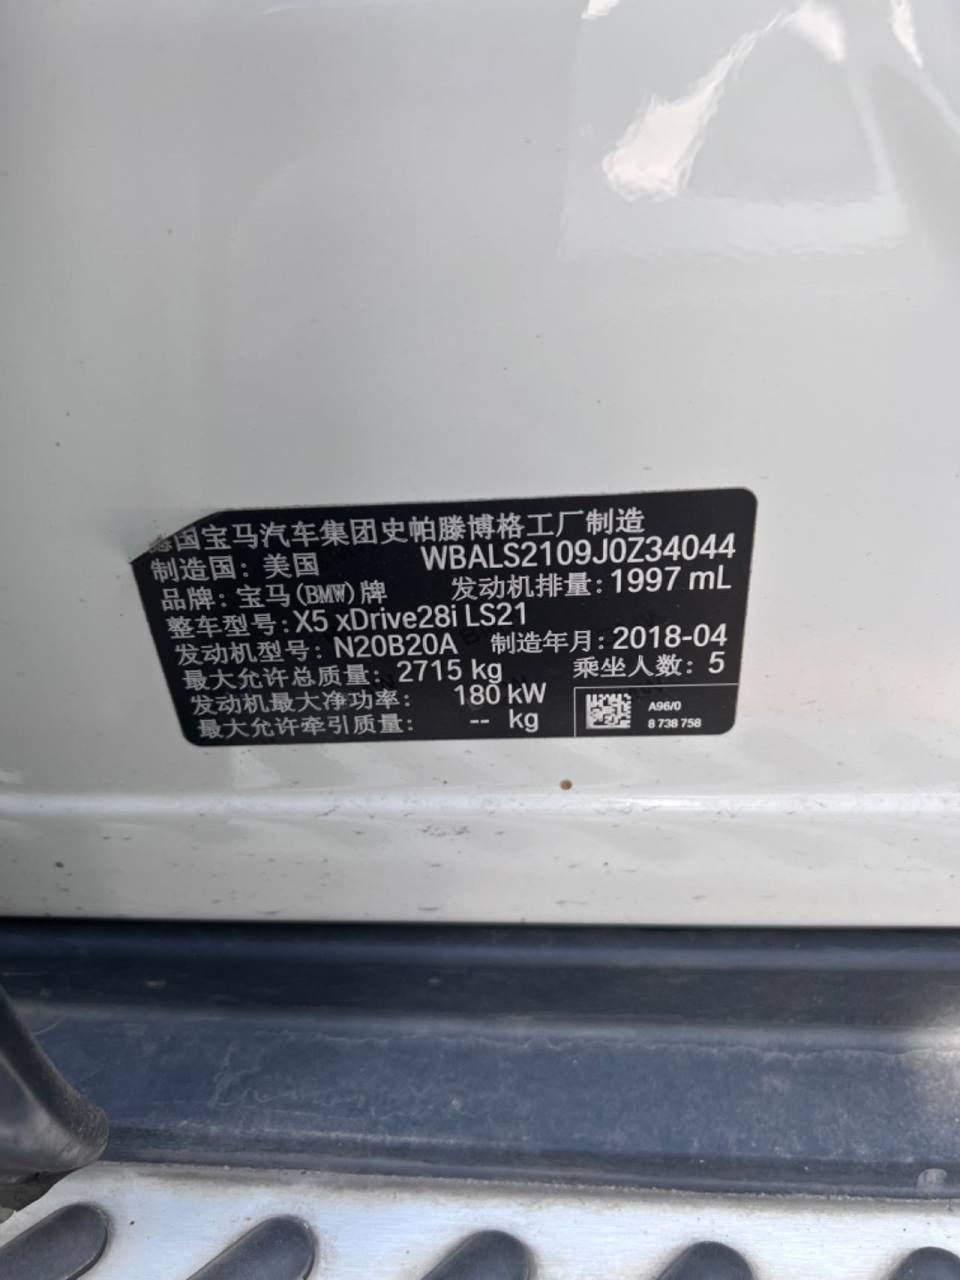 德国宝马汽车集团史帕滕博格工厂制造
制造国: 美国 WBALS2109J0Z34044
品牌: 宝马(BMW)牌 发动机排量: 1997 mL
整车型号: X5 xDrive28i LS21
发动机型号: N20B20A 制造年月: 2018-04
最大允许总质量: 2715 kg 乘坐人数: 5
发动机最大净功率: 180 kW
最大允许牵引质量: -- kg
A96/0
8 738 758